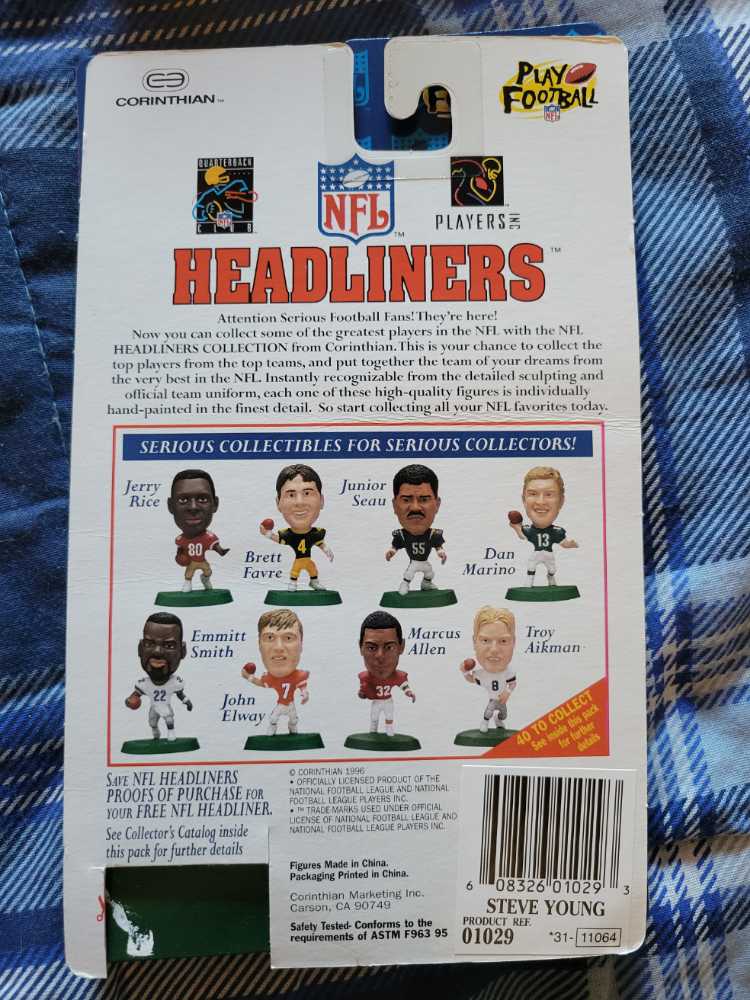 CORINTHIAN™
PLAY
FOOTBALL
NFL
QUARTERBACK
NFL
CLUB
NFL™
PLAYERS INC
HEADLINERS™
Attention Serious Football Fans! They're here!
Now you can collect some of the greatest players in the NFL with the NFL
HEADLINERS COLLECTION from Corinthian. This is your chance to collect the
top players from the top teams, and put together the team of your dreams from
the very best in the NFL. Instantly recognizable from the detailed sculpting and
official team uniform, each one of these high-quality figures is individually
hand-painted in the finest detail. So start collecting all your NFL favorites today.
SERIOUS COLLECTIBLES FOR SERIOUS COLLECTORS!
Jerry
Rice
80
Brett
Favre
4
Junior
Seau
55
Dan
Marino
13
Emmitt
Smith
22
John
Elway
7
Marcus
Allen
32
Troy
Aikman
8
40 TO COLLECT
See inside this pack
for further
details
SAVE NFL HEADLINERS
PROOFS OF PURCHASE FOR
YOUR FREE NFL HEADLINER.
See Collector's Catalog inside
this pack for further details
© CORINTHIAN 1996
• OFFICIALLY LICENSED PRODUCT OF THE
NATIONAL FOOTBALL LEAGUE AND NATIONAL
FOOTBALL LEAGUE PLAYERS INC.
• ™ TRADE-MARKS USED UNDER OFFICIAL
LICENSE OF NATIONAL FOOTBALL LEAGUE AND
NATIONAL FOOTBALL LEAGUE PLAYERS INC.
Figures Made in China.
Packaging Printed in China.
Corinthian Marketing Inc.
Carson, CA 90749
Safety Tested- Conforms to the
requirements of ASTM F963 95
6 08326 01029 3
STEVE YOUNG
PRODUCT REF.
01029 *31- 11064